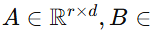 A ∈ ℝ^{r×d}, B ∈